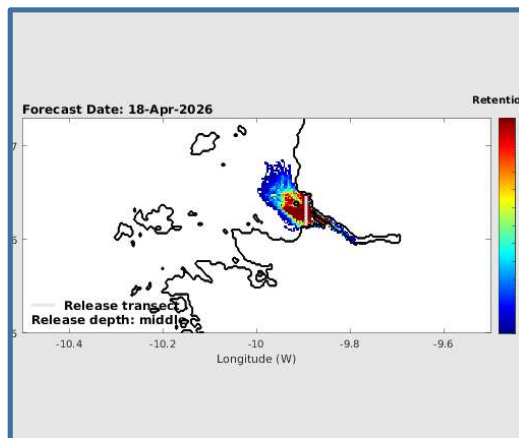 Retentio
Forecast Date: 18-Apr-2026
7
6
Release transect
Release depth: middle
5
-10.4 -10.2 -10 -9.8 -9.6
Longitude (W)